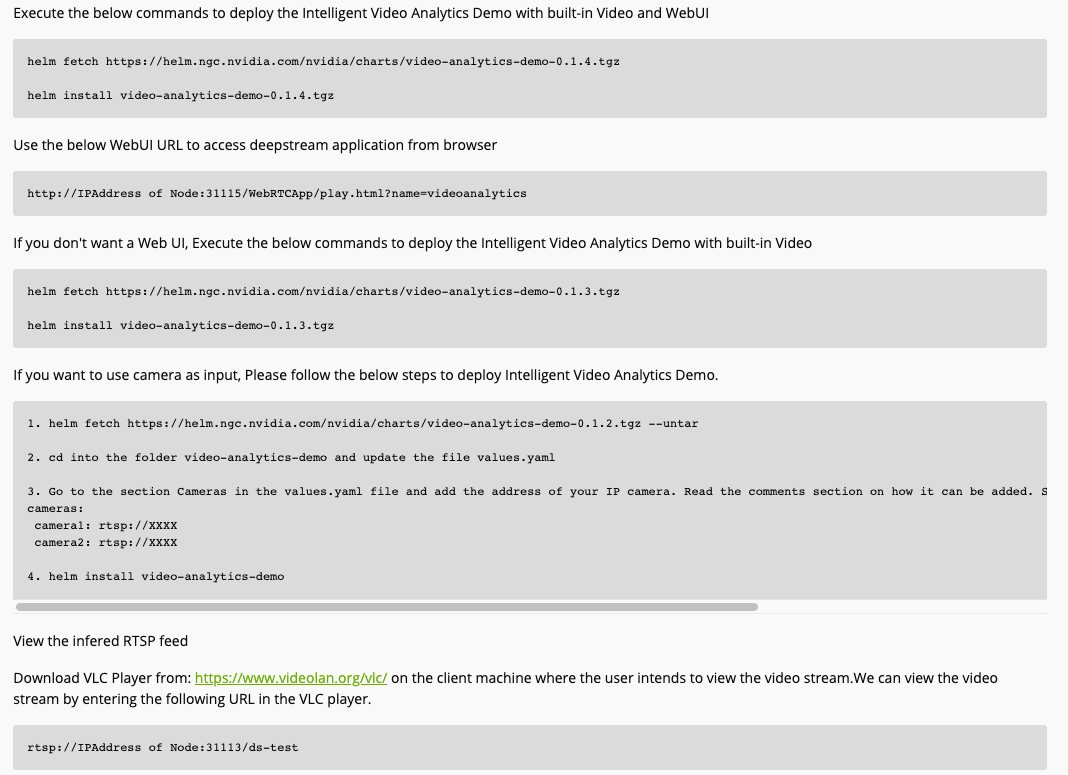 Execute the below commands to deploy the Intelligent Video Analytics Demo with built-in Video and WebUI
helm fetch https://helm.ngc.nvidia.com/nvidia/charts/video-analytics-demo-0.1.4.tgz
helm install video-analytics-demo-0.1.4.tgz
Use the below WebUI URL to access deepstream application from browser
http://IPAddress of Node:31115/WebRTCApp/play.html?name=videoanalytics
If you don't want a Web UI, Execute the below commands to deploy the Intelligent Video Analytics Demo with built-in Video
helm fetch https://helm.ngc.nvidia.com/nvidia/charts/video-analytics-demo-0.1.3.tgz
helm install video-analytics-demo-0.1.3.tgz
If you want to use camera as input, Please follow the below steps to deploy Intelligent Video Analytics Demo.
1. helm fetch https://helm.ngc.nvidia.com/nvidia/charts/video-analytics-demo-0.1.2.tgz --untar
2. cd into the folder video-analytics-demo and update the file values.yaml
3. Go to the section Cameras in the values.yaml file and add the address of your IP camera. Read the comments section on how it can be added. S
cameras:
camera1: rtsp://XXXX
camera2: rtsp://XXXX
4. helm install video-analytics-demo
View the infered RTSP feed
Download VLC Player from: https://www.videolan.org/vlc/ on the client machine where the user intends to view the video stream.We can view the video
stream by entering the following URL in the VLC player.
rtsp://IPAddress of Node:31113/ds-test